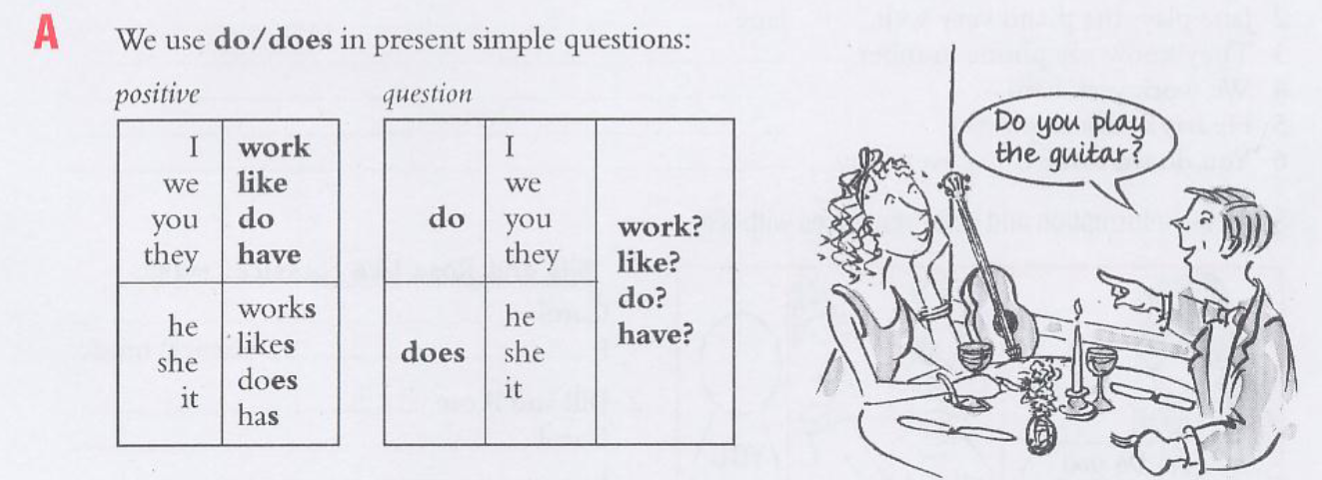 A We use do/does in present simple questions:
positive
question
I
we
you
they
work
like
do
have
he
she
it
works
likes
does
has
do
I
we
you
they
does
he
she
it
work?
like?
do?
have?
Do you play
the guitar?